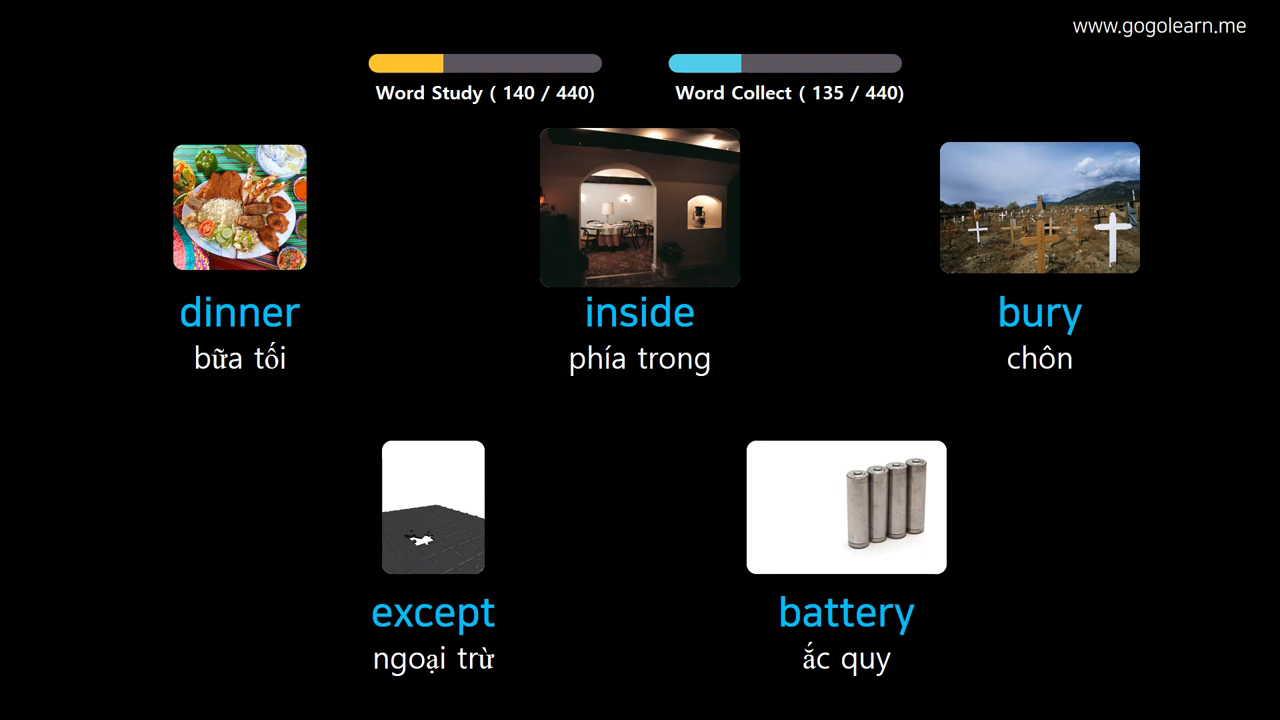 www.gogolearn.me
Word Study ( 140 / 440)
Word Collect ( 135 / 440)
dinner
bữa tối
inside
phía trong
bury
chôn
except
ngoại trừ
battery
ắc quy